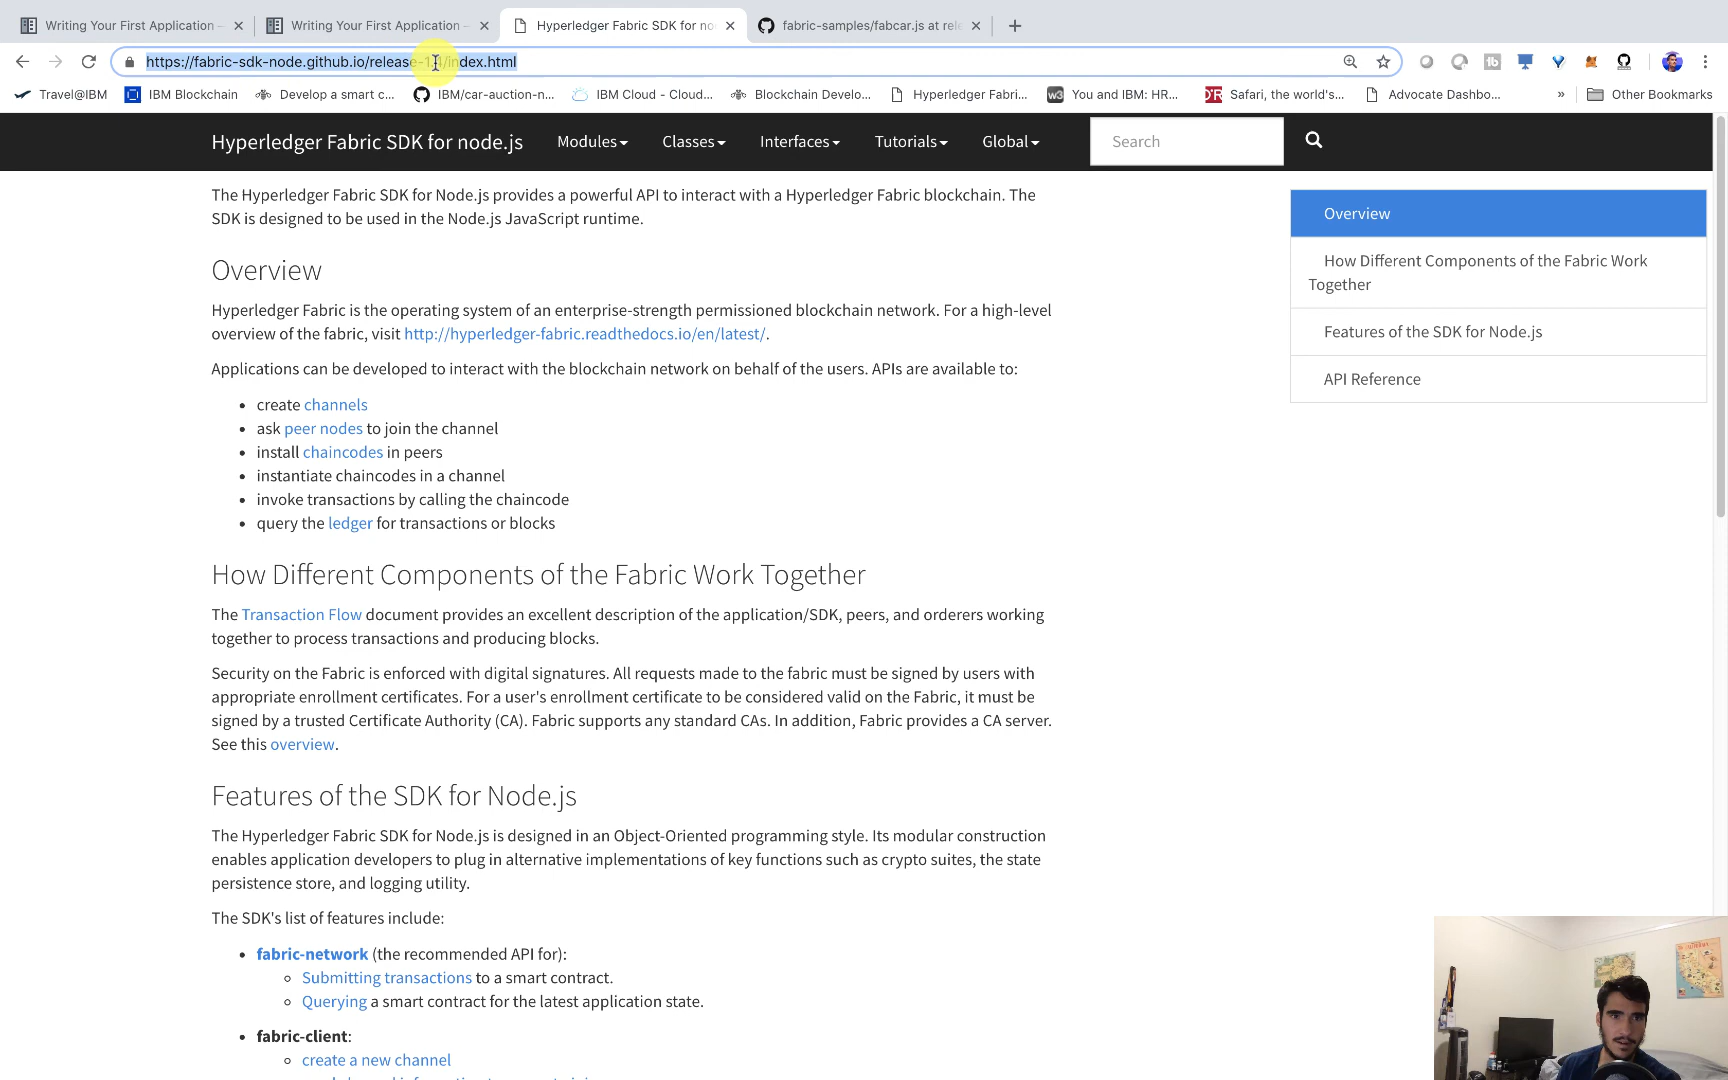 Writing Your First Application
Writing Your First Application
Hyperledger Fabric SDK for no
fabric-samples/fabcar.js at rele
https://fabric-sdk-node.github.io/release-1.4/index.html
Travel@IBM
IBM Blockchain
Develop a smart c...
IBM/car-auction-n...
IBM Cloud - Cloud...
Blockchain Develo...
Hyperledger Fabri...
w3
You and IBM: HR...
Safari, the world's...
Advocate Dashbo...
»
Other Bookmarks
Hyperledger Fabric SDK for node.js
Modules
Classes
Interfaces
Tutorials
Global
Search
The Hyperledger Fabric SDK for Node.js provides a powerful API to interact with a Hyperledger Fabric blockchain. The
SDK is designed to be used in the Node.js JavaScript runtime.
Overview
Hyperledger Fabric is the operating system of an enterprise-strength permissioned blockchain network. For a high-level
overview of the fabric, visit http://hyperledger-fabric.readthedocs.io/en/latest/.
Applications can be developed to interact with the blockchain network on behalf of the users. APIs are available to:
• create channels
• ask peer nodes to join the channel
• install chaincodes in peers
• instantiate chaincodes in a channel
• invoke transactions by calling the chaincode
• query the ledger for transactions or blocks
How Different Components of the Fabric Work Together
The Transaction Flow document provides an excellent description of the application/SDK, peers, and orderers working
together to process transactions and producing blocks.
Security on the Fabric is enforced with digital signatures. All requests made to the fabric must be signed by users with
appropriate enrollment certificates. For a user's enrollment certificate to be considered valid on the Fabric, it must be
signed by a trusted Certificate Authority (CA). Fabric supports any standard CAs. In addition, Fabric provides a CA server.
See this overview.
Features of the SDK for Node.js
The Hyperledger Fabric SDK for Node.js is designed in an Object-Oriented programming style. Its modular construction
enables application developers to plug in alternative implementations of key functions such as crypto suites, the state
persistence store, and logging utility.
The SDK's list of features include:
• fabric-network (the recommended API for):
○ Submitting transactions to a smart contract.
○ Querying a smart contract for the latest application state.
• fabric-client:
○ create a new channel
Overview
How Different Components of the Fabric Work
Together
Features of the SDK for Node.js
API Reference